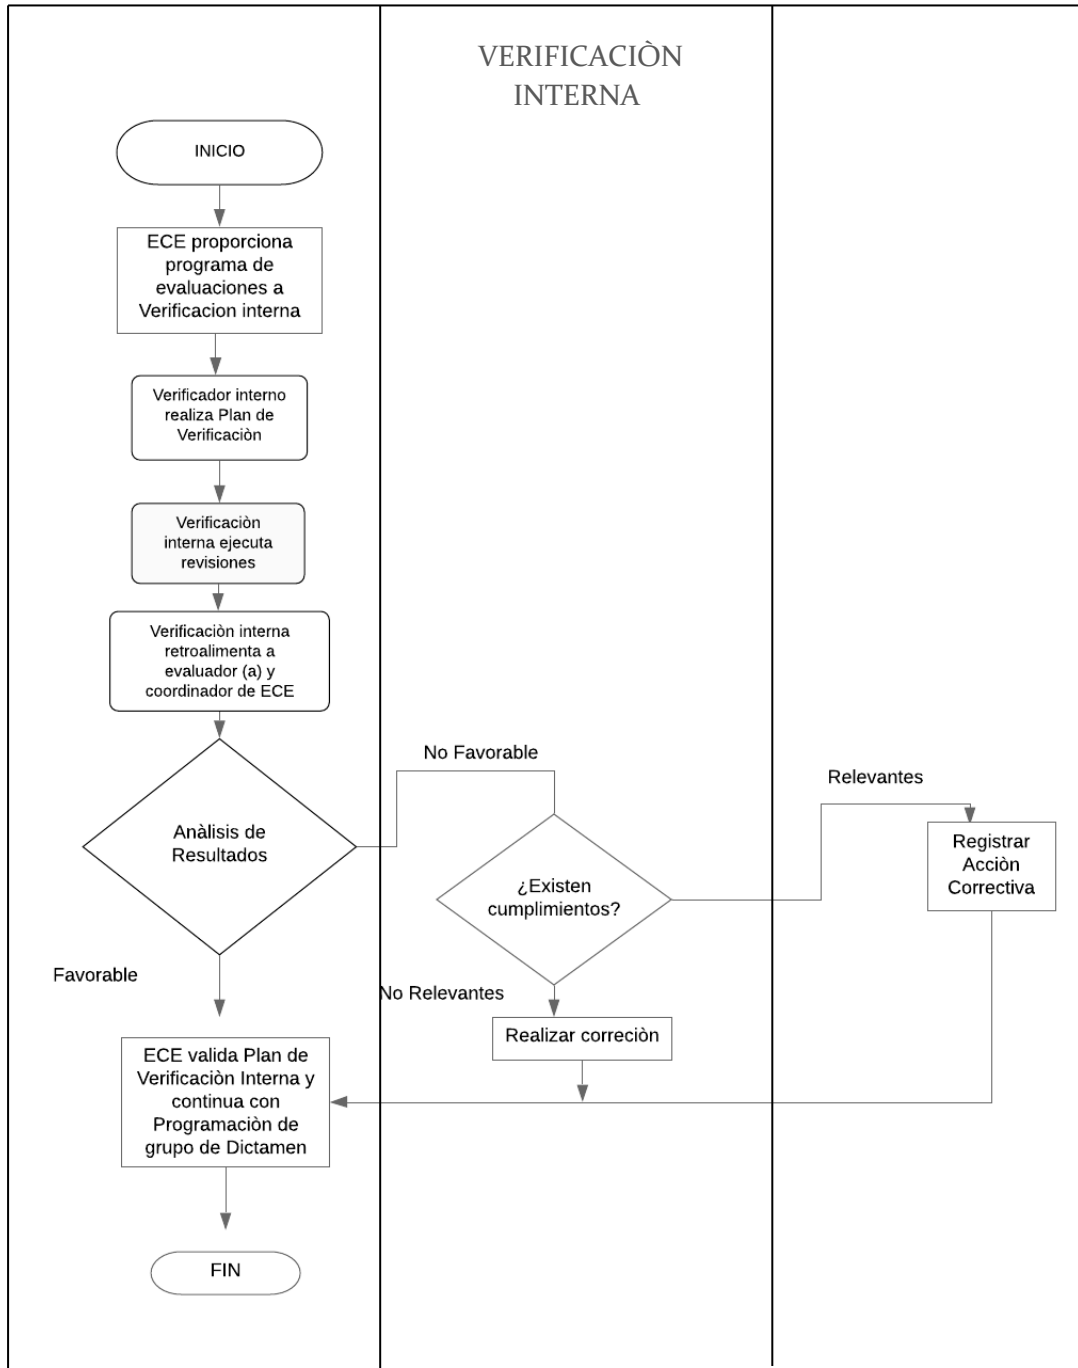 VERIFICACIÒN
INTERNA
INICIO
ECE proporciona
programa de
evaluaciones a
Verificacion interna
Verificador interno
realiza Plan de
Verificaciòn
Verificaciòn
interna ejecuta
revisiones
Verificaciòn interna
retroalimenta a
evaluador (a) y
coordinador de ECE
Anàlisis de
Resultados
No Favorable
¿Existen
cumplimientos?
Relevantes
Registrar
Acciòn
Correctiva
Favorable
No Relevantes
Realizar correciòn
ECE valida Plan de
Verificaciòn Interna y
continua con
Programaciòn de
grupo de Dictamen
FIN